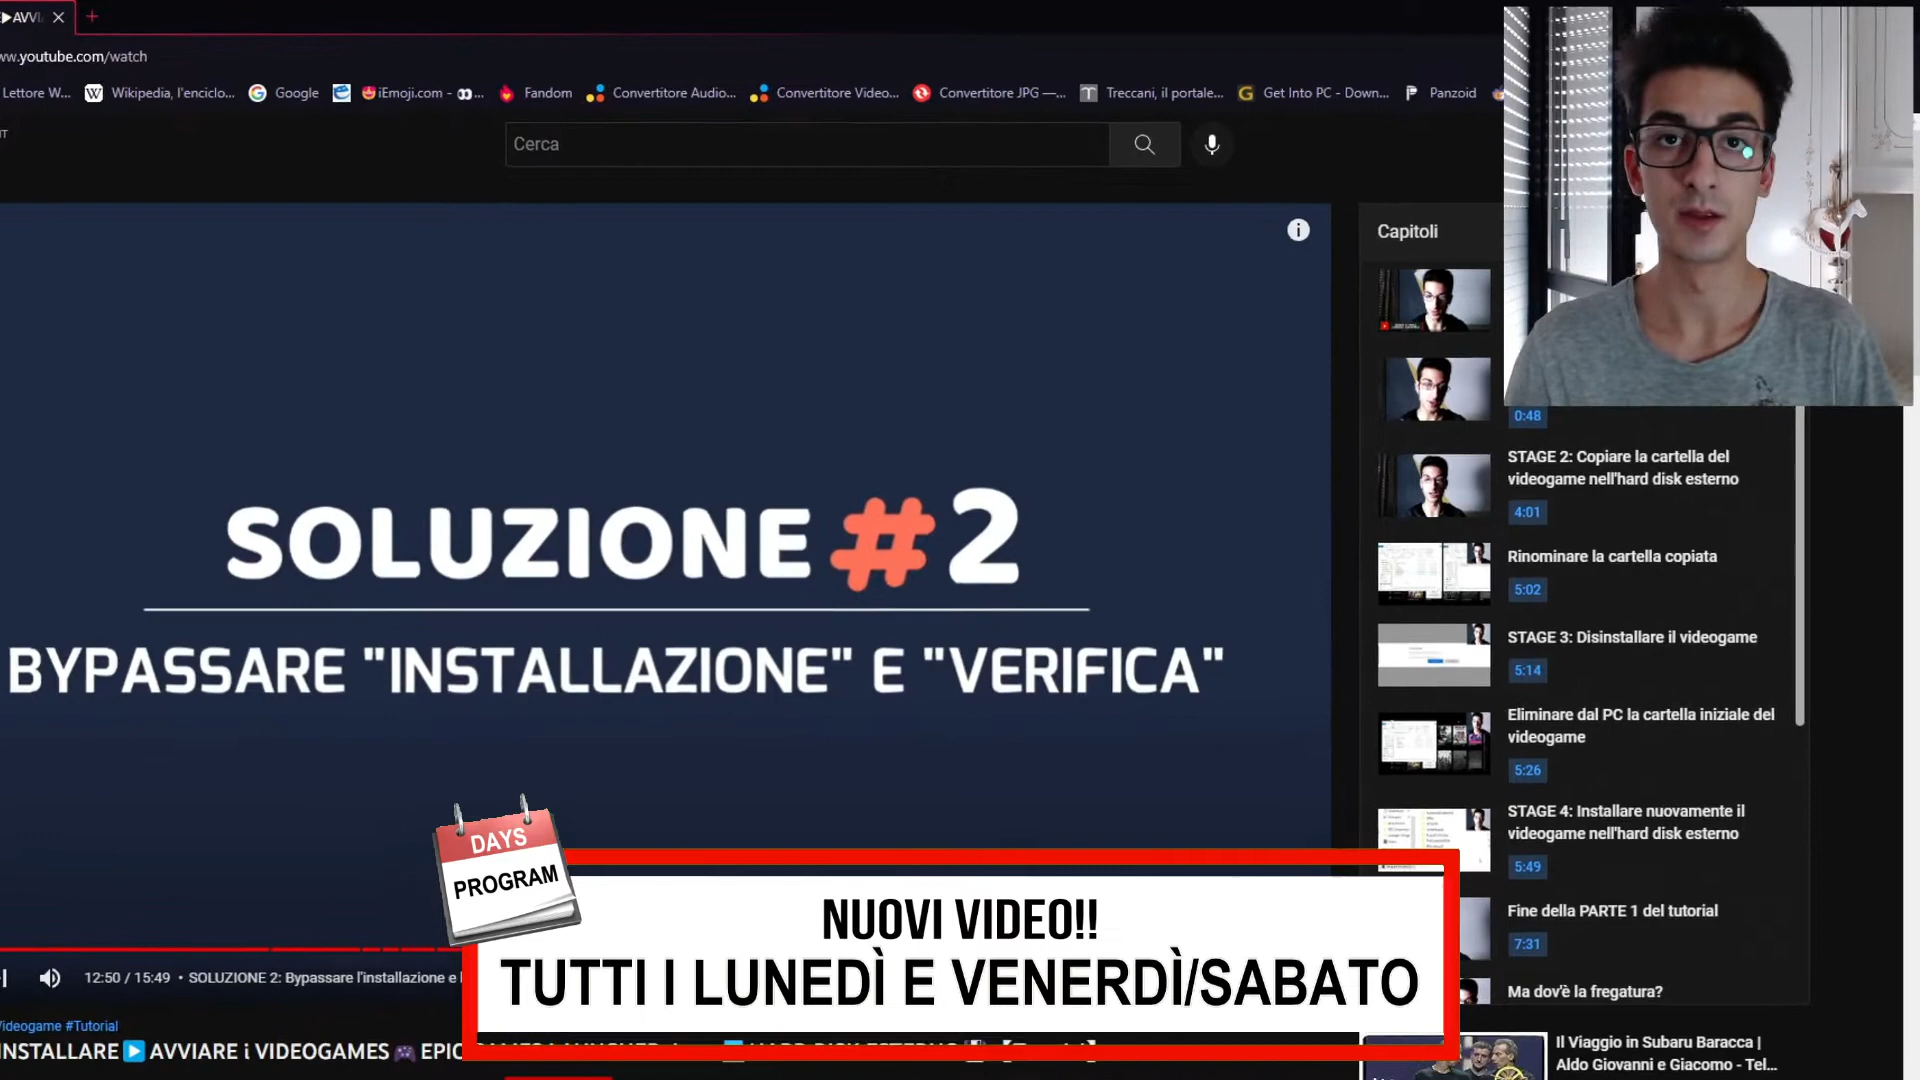 AVVI
ww.youtube.com/watch
Lettore W...
Wikipedia, l'enciclo...
Google
iEmoji.com - 👀...
Fandom
Convertitore Audio...
Convertitore Video...
Convertitore JPG —...
Treccani, il portale...
Get Into PC - Down...
Panzoid
IT
Cerca
SOLUZIONE #2
BYPASSARE "INSTALLAZIONE" E "VERIFICA"
Capitoli
0:48
STAGE 2: Copiare la cartella del
videogame nell'hard disk esterno
4:01
Rinominare la cartella copiata
5:02
STAGE 3: Disinstallare il videogame
5:14
Eliminare dal PC la cartella iniziale del
videogame
5:26
STAGE 4: Installare nuovamente il
videogame nell'hard disk esterno
5:49
Fine della PARTE 1 del tutorial
7:31
Ma dov'è la fregatura?
DAYS
PROGRAM
NUOVI VIDEO!!
TUTTI I LUNEDÌ E VENERDÌ/SABATO
12:50 / 15:49 • SOLUZIONE 2: Bypassare l'installazione e
Videogame #Tutorial
INSTALLARE ▶️ AVVIARE i VIDEOGAMES 🎮 EPIC
Il Viaggio in Subaru Baracca |
Aldo Giovanni e Giacomo - Tel...